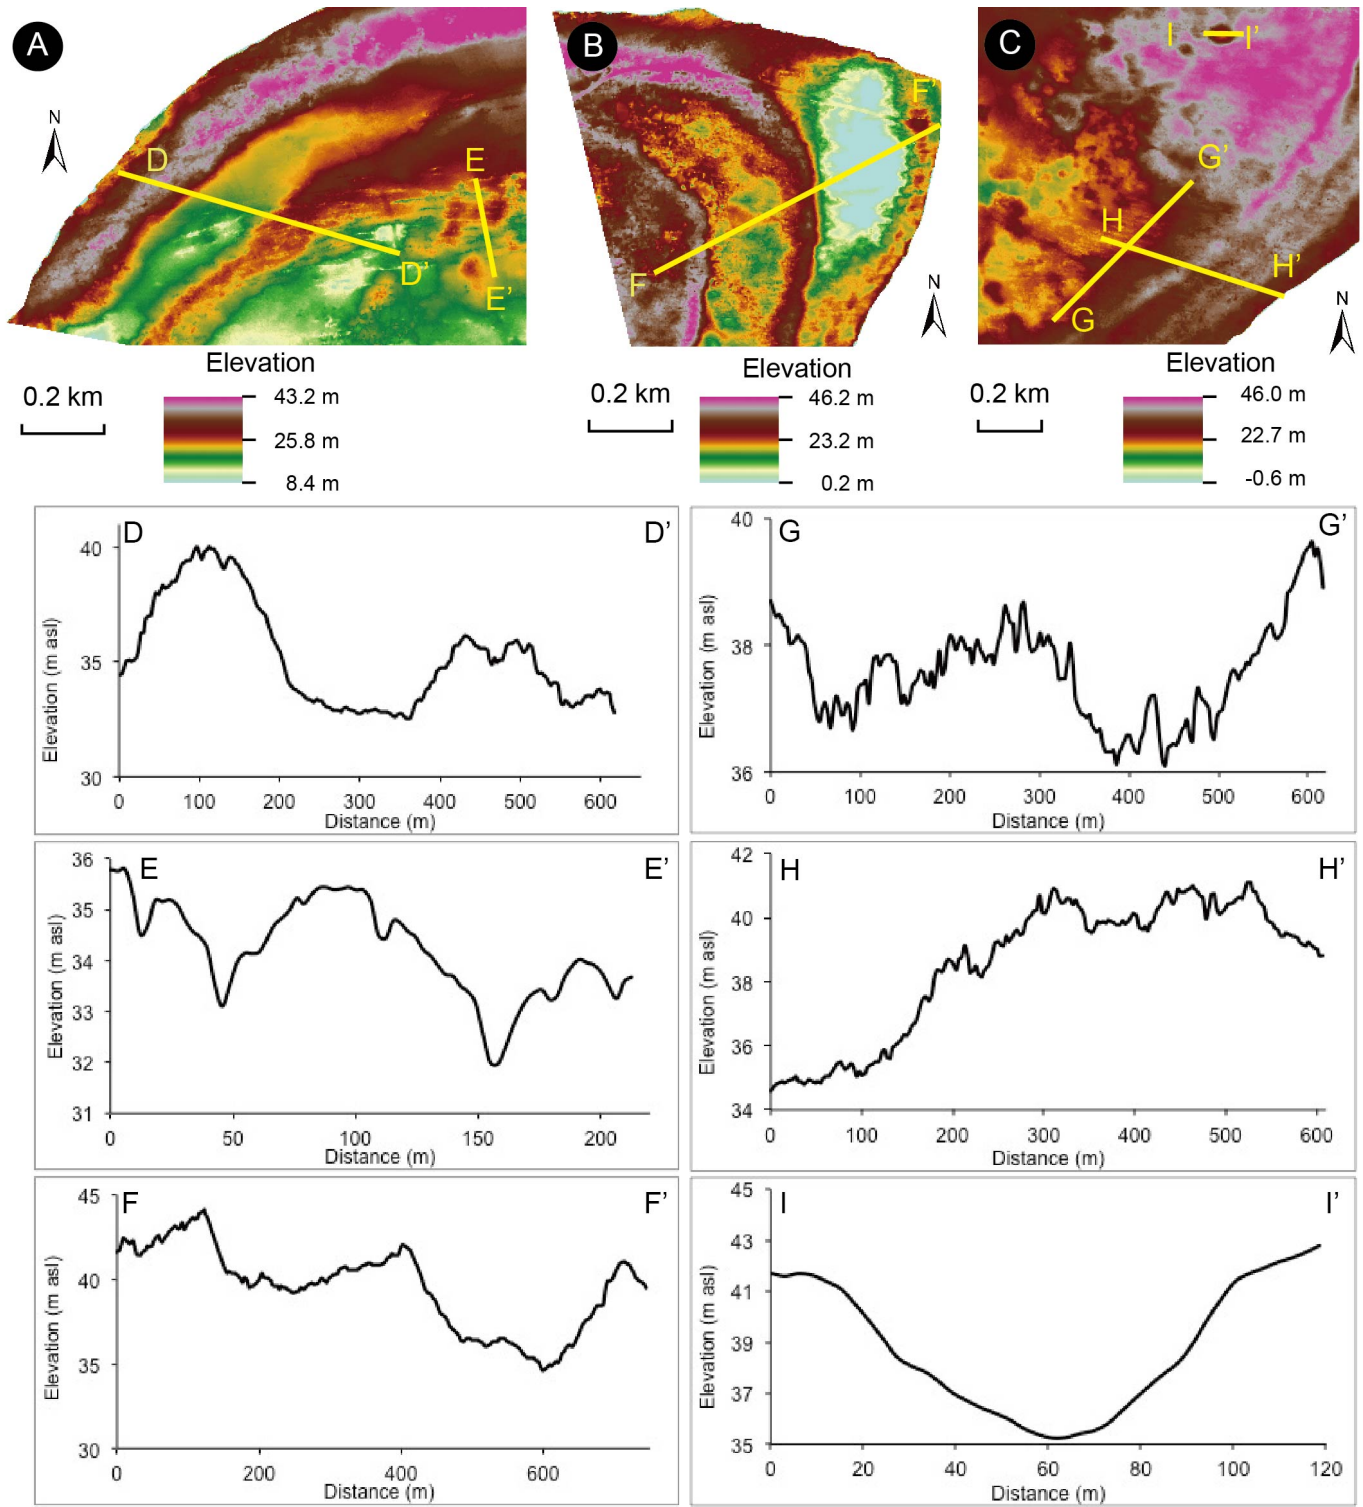 A
B
C
N
D
D'
E
E'
N
F
F'
N
I
I'
G'
H
H'
G
Elevation
0.2 km
43.2 m
25.8 m
8.4 m
Elevation
0.2 km
46.2 m
23.2 m
0.2 m
Elevation
0.2 km
46.0 m
22.7 m
-0.6 m
D
D'
40
35
30
Elevation (m asl)
0 100 200 300 400 500 600
Distance (m)
G
G'
40
38
36
Elevation (m asl)
0 100 200 300 400 500 600
Distance (m)
E
E'
36
35
34
33
32
31
Elevation (m asl)
0 50 100 150 200
Distance (m)
H
H'
42
40
38
36
34
Elevation (m asl)
0 100 200 300 400 500 600
Distance (m)
F
F'
45
40
35
30
Elevation (m asl)
0 200 400 600
Distance (m)
I
I'
45
43
41
39
37
35
Elevation (m asl)
0 20 40 60 80 100 120
Distance (m)